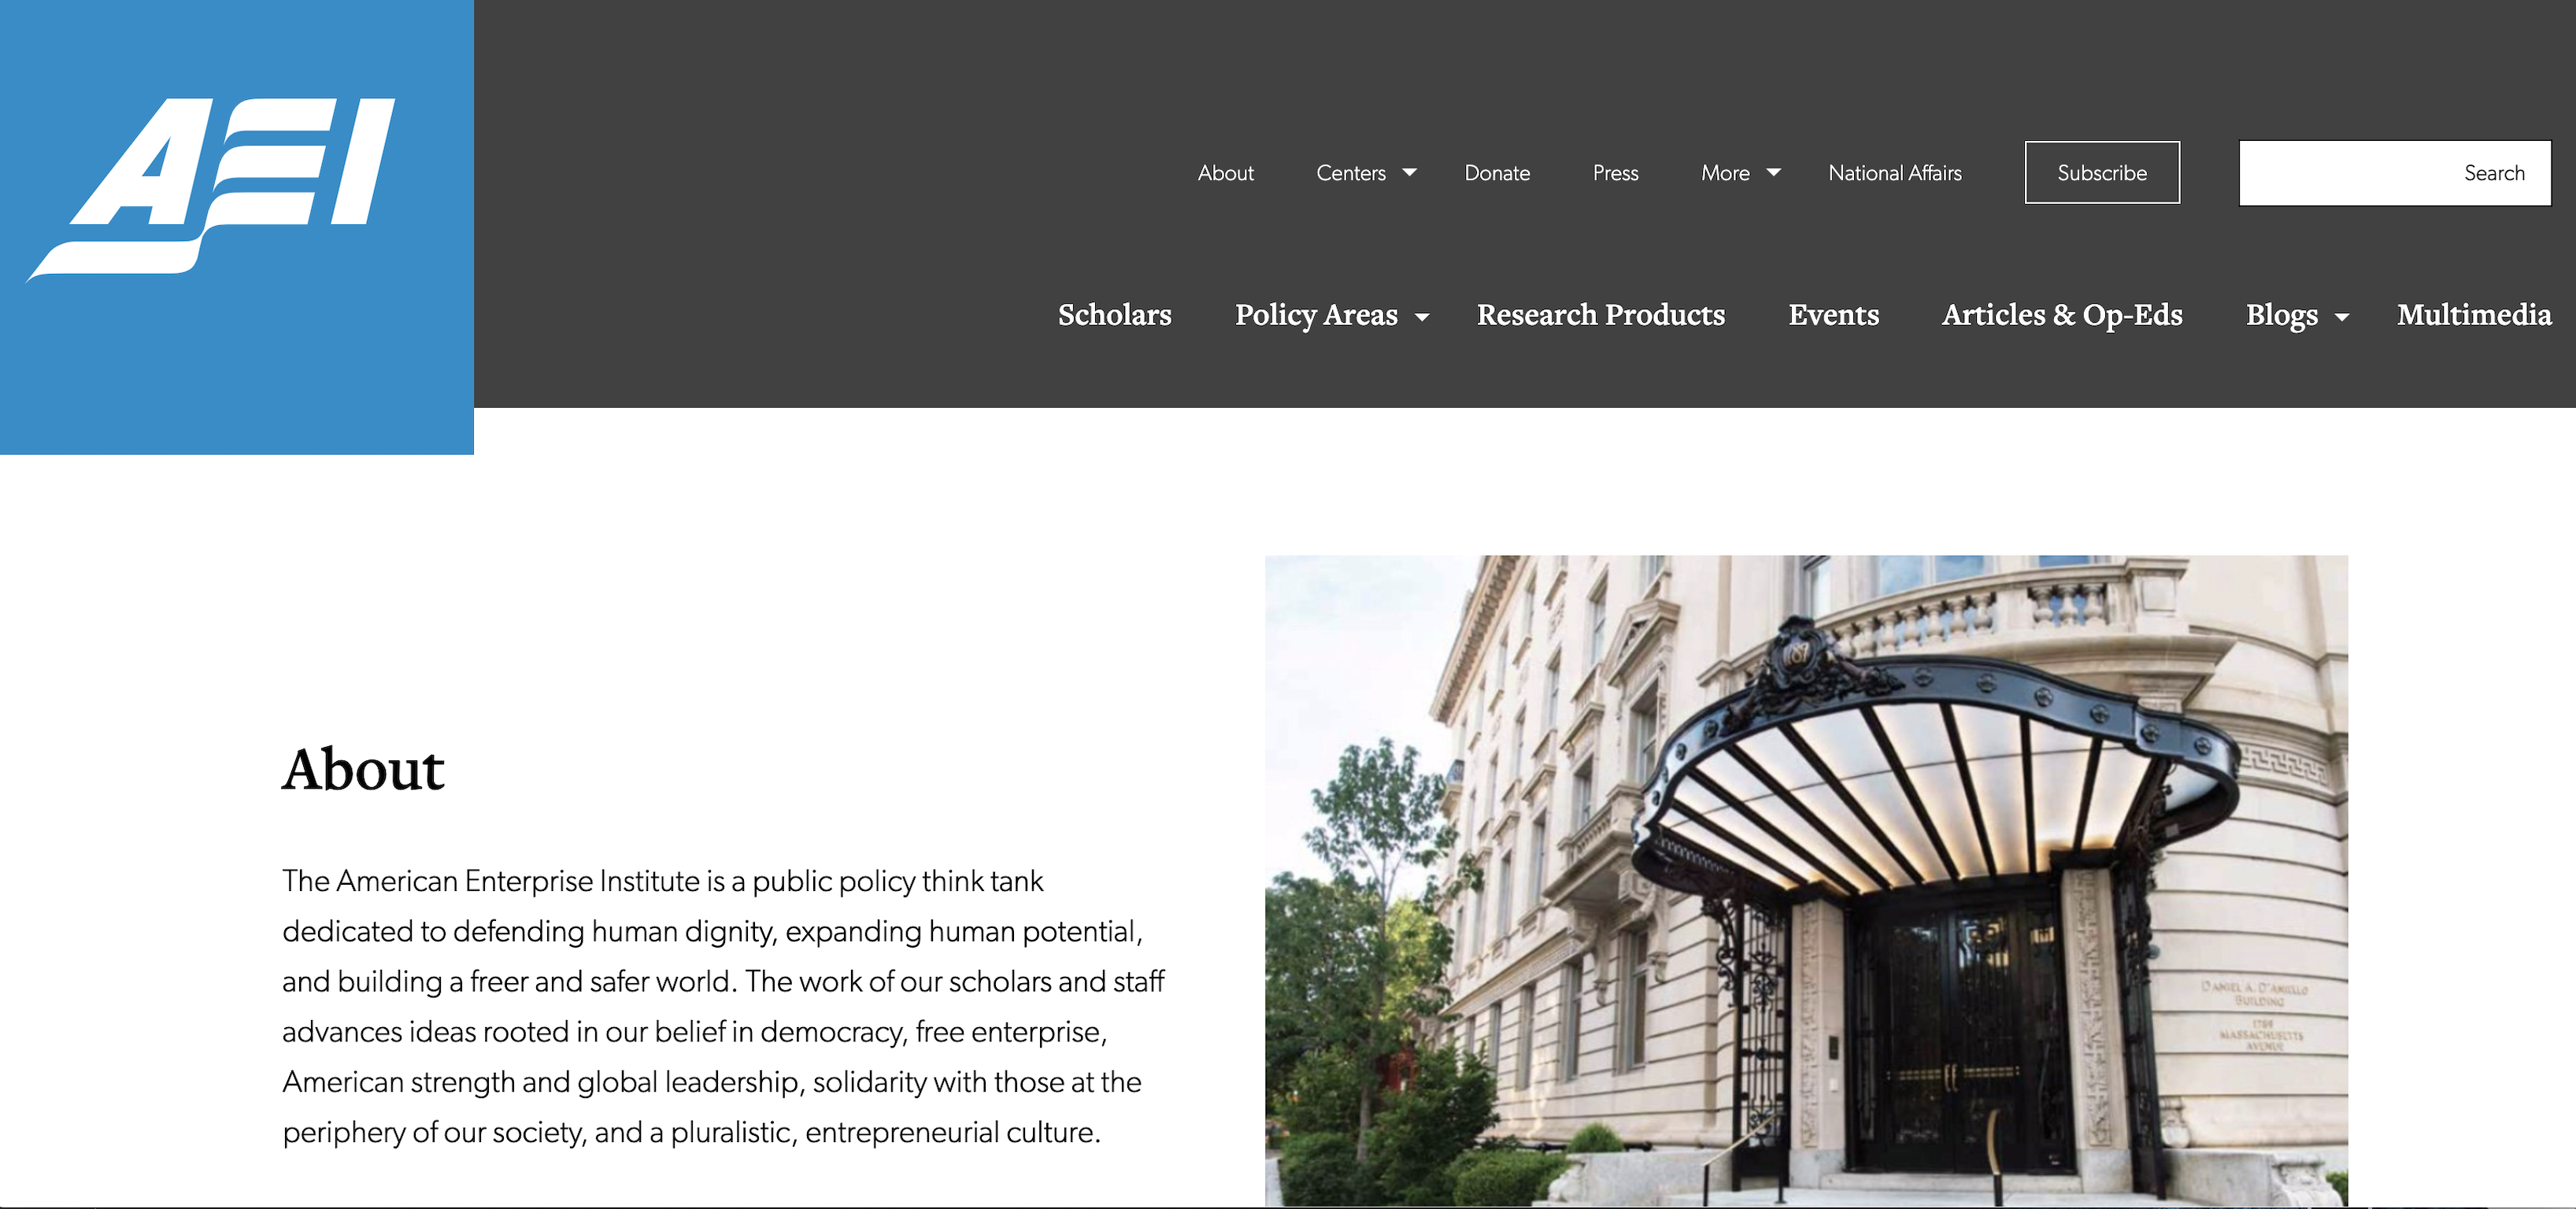 AEI
About Centers Donate Press More National Affairs Subscribe Search
Scholars Policy Areas Research Products Events Articles & Op-Eds Blogs Multimedia
About
The American Enterprise Institute is a public policy think tank
dedicated to defending human dignity, expanding human potential,
and building a freer and safer world. The work of our scholars and staff
advances ideas rooted in our belief in democracy, free enterprise,
American strength and global leadership, solidarity with those at the
periphery of our society, and a pluralistic, entrepreneurial culture.
DANIEL A. D'ANIELLO
BUILDING
1789
MASSACHUSETTS
AVENUE